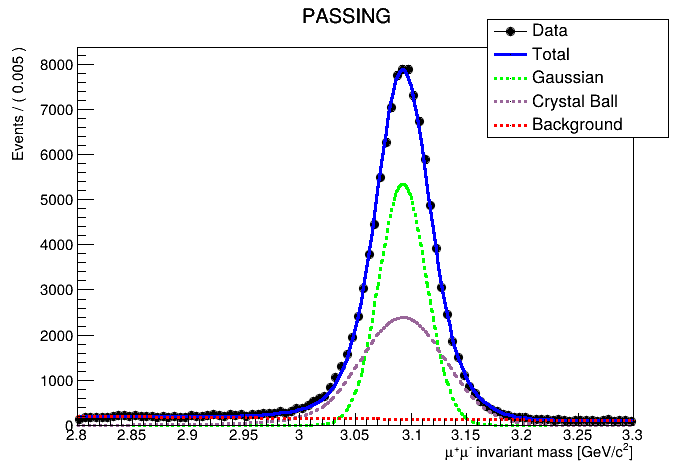 PASSING
Data
Total
Gaussian
Crystal Ball
Background
Events / ( 0.005 )
8000
7000
6000
5000
4000
3000
2000
1000
0
2.8 2.85 2.9 2.95 3 3.05 3.1 3.15 3.2 3.25 3.3
μ⁺μ⁻ invariant mass [GeV/c²]